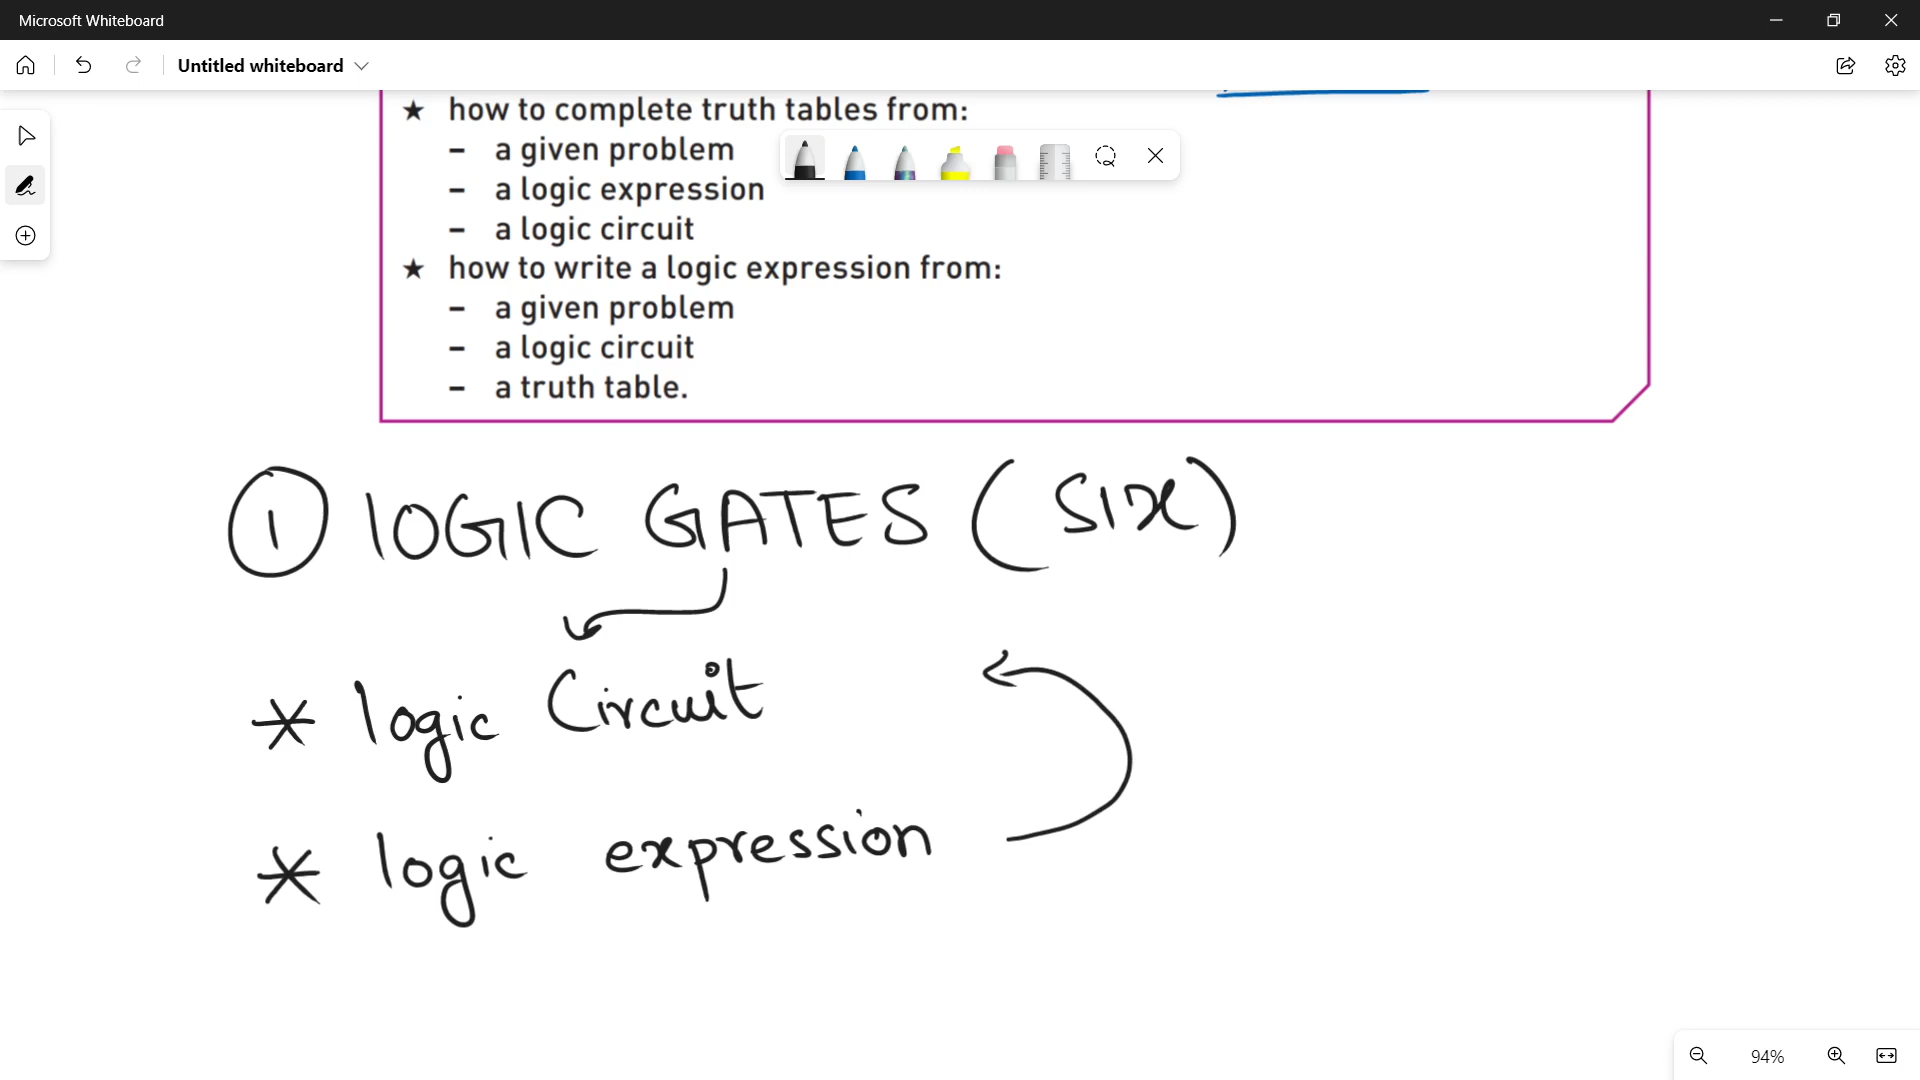 Microsoft Whiteboard
Untitled whiteboard
★ how to complete truth tables from:
– a given problem
– a logic expression
– a logic circuit
★ how to write a logic expression from:
– a given problem
– a logic circuit
– a truth table.
1 LOGIC GATES (SIX)
* logic Circuit
* logic expression
94%